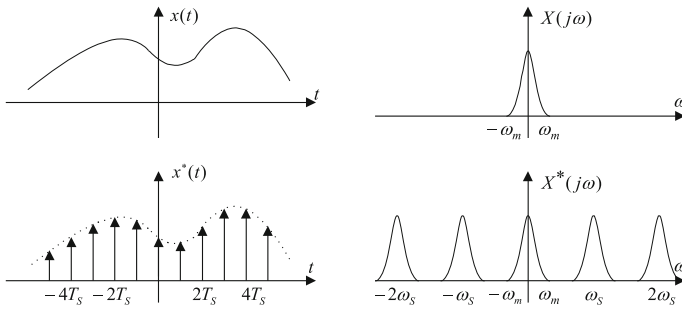 x(t)
t
X(jω)
ω
−ω_m ω_m
x*(t)
t
−4T_S −2T_S 2T_S 4T_S
X*(jω)
ω
−2ω_S −ω_S −ω_m ω_m ω_S 2ω_S